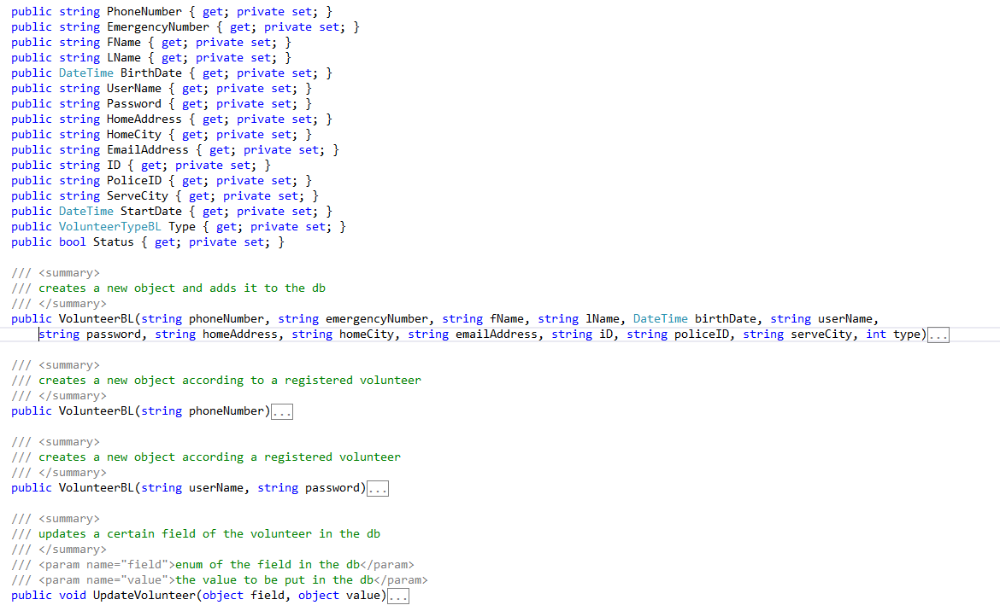 public string PhoneNumber { get; private set; }
public string EmergencyNumber { get; private set; }
public string FName { get; private set; }
public string LName { get; private set; }
public DateTime BirthDate { get; private set; }
public string UserName { get; private set; }
public string Password { get; private set; }
public string HomeAddress { get; private set; }
public string HomeCity { get; private set; }
public string EmailAddress { get; private set; }
public string ID { get; private set; }
public string PoliceID { get; private set; }
public string ServeCity { get; private set; }
public DateTime StartDate { get; private set; }
public VolunteerTypeBL Type { get; private set; }
public bool Status { get; private set; }
/// <summary>
/// creates a new object and adds it to the db
/// </summary>
public VolunteerBL(string phoneNumber, string emergencyNumber, string fName, string lName, DateTime birthDate, string userName,
string password, string homeAddress, string homeCity, string emailAddress, string iD, string policeID, string serveCity, int type)...
/// <summary>
/// creates a new object according to a registered volunteer
/// </summary>
public VolunteerBL(string phoneNumber)...
/// <summary>
/// creates a new object according a registered volunteer
/// </summary>
public VolunteerBL(string userName, string password)...
/// <summary>
/// updates a certain field of the volunteer in the db
/// </summary>
/// <param name="field">enum of the field in the db</param>
/// <param name="value">the value to be put in the db</param>
public void UpdateVolunteer(object field, object value)...